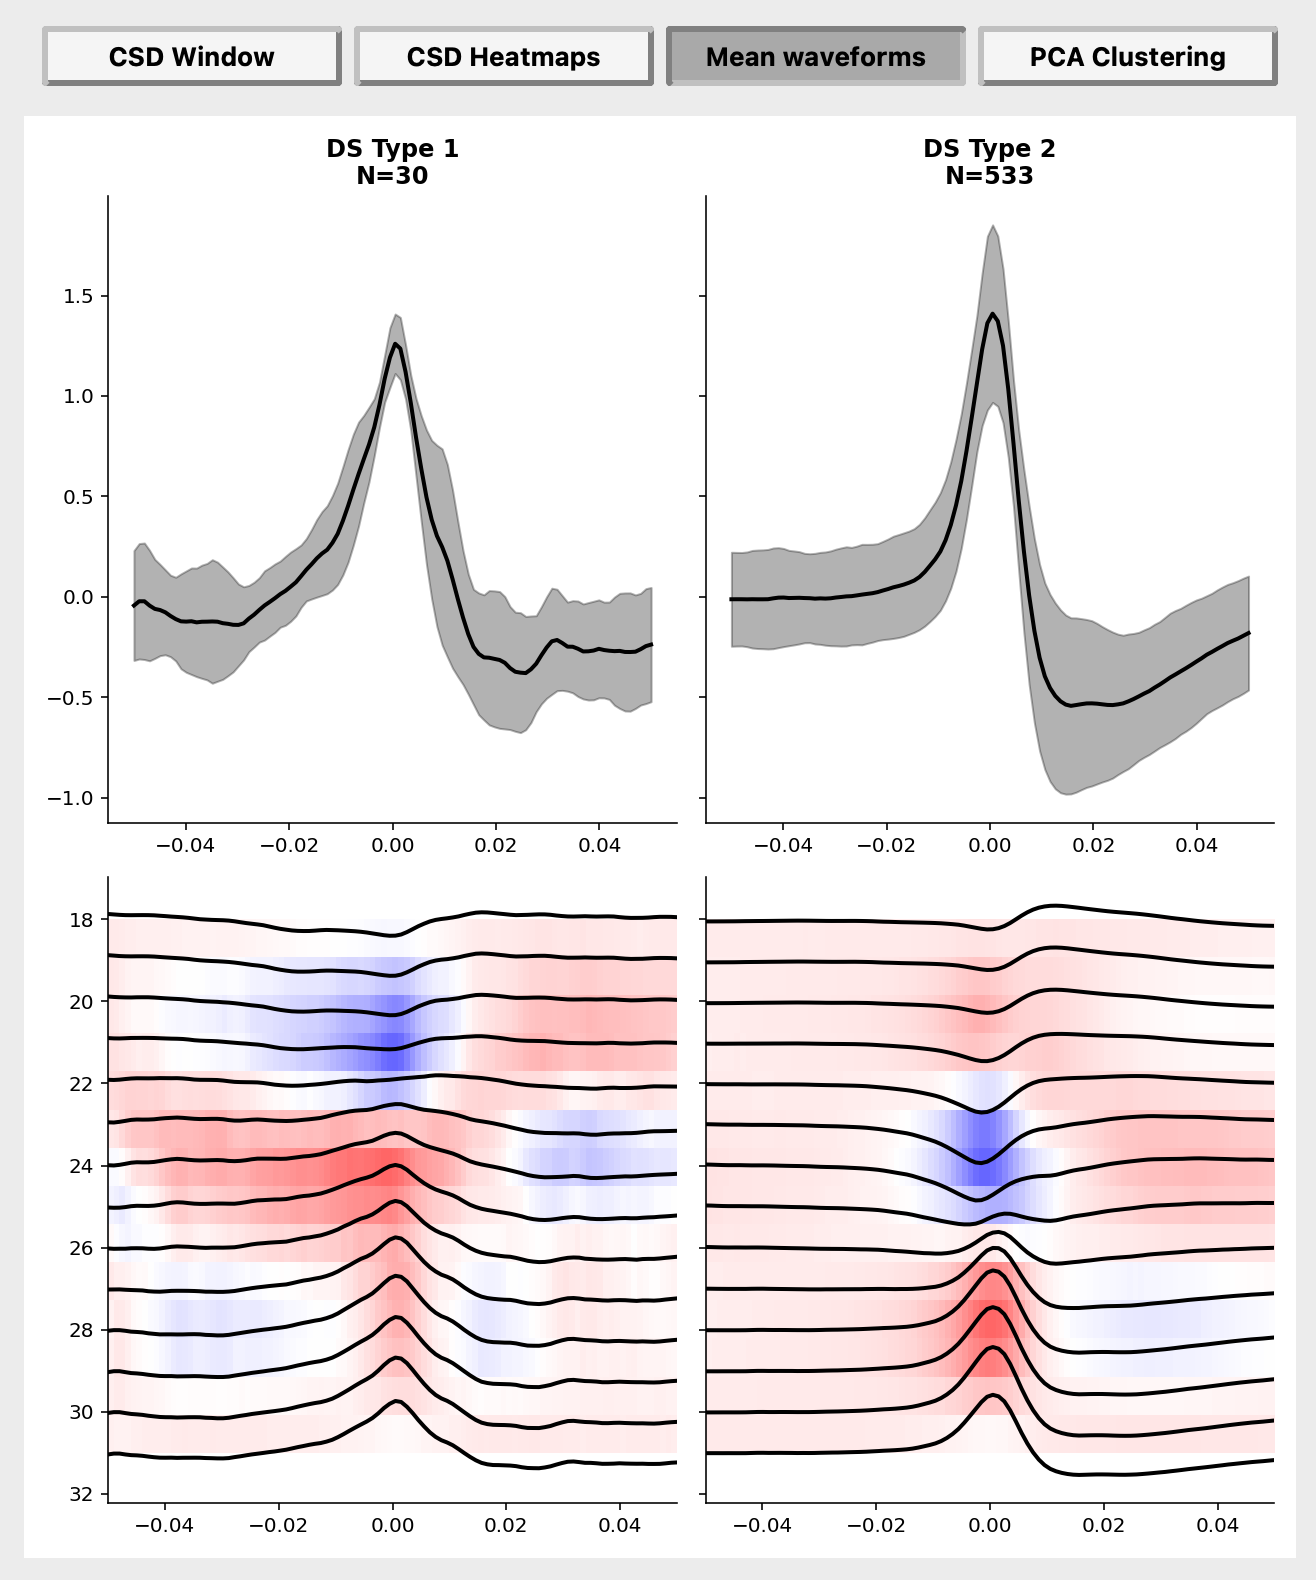 CSD Window CSD Heatmaps Mean waveforms PCA Clustering
DS Type 1
N=30
DS Type 2
N=533
1.5
1.0
0.5
0.0
−0.5
−1.0
−0.04 −0.02 0.00 0.02 0.04
−0.04 −0.02 0.00 0.02 0.04
18
20
22
24
26
28
30
32
−0.04 −0.02 0.00 0.02 0.04
−0.04 −0.02 0.00 0.02 0.04